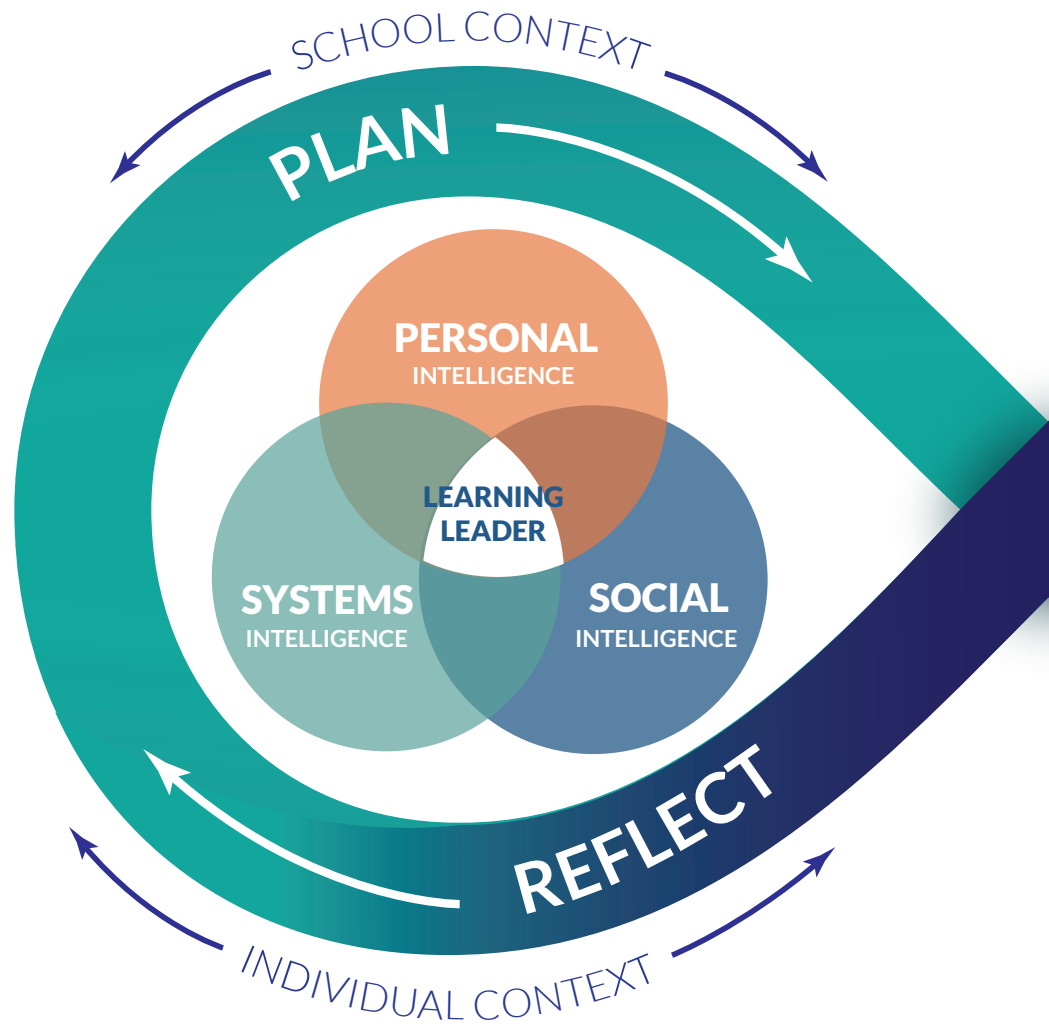 SCHOOL CONTEXT
PLAN
PERSONAL
INTELLIGENCE
LEARNING
LEADER
SYSTEMS
INTELLIGENCE
SOCIAL
INTELLIGENCE
REFLECT
INDIVIDUAL CONTEXT